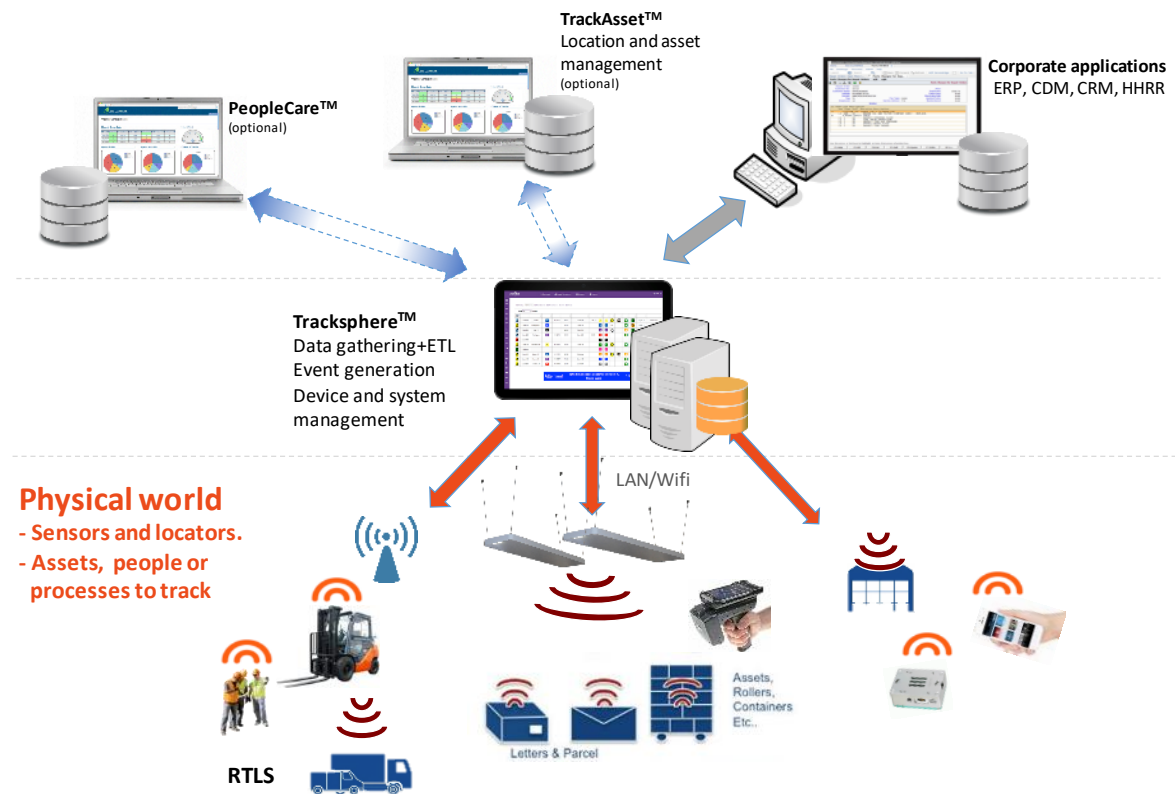 TrackAsset™
Location and asset
management
(optional)
PeopleCare™
(optional)
Corporate applications
ERP, CDM, CRM, HHRR
Tracksphere™
Data gathering+ETL
Event generation
Device and system
management
LAN/Wifi
Physical world
- Sensors and locators.
- Assets, people or
processes to track
Assets,
Rollers,
Containers
Etc..
Letters & Parcel
RTLS